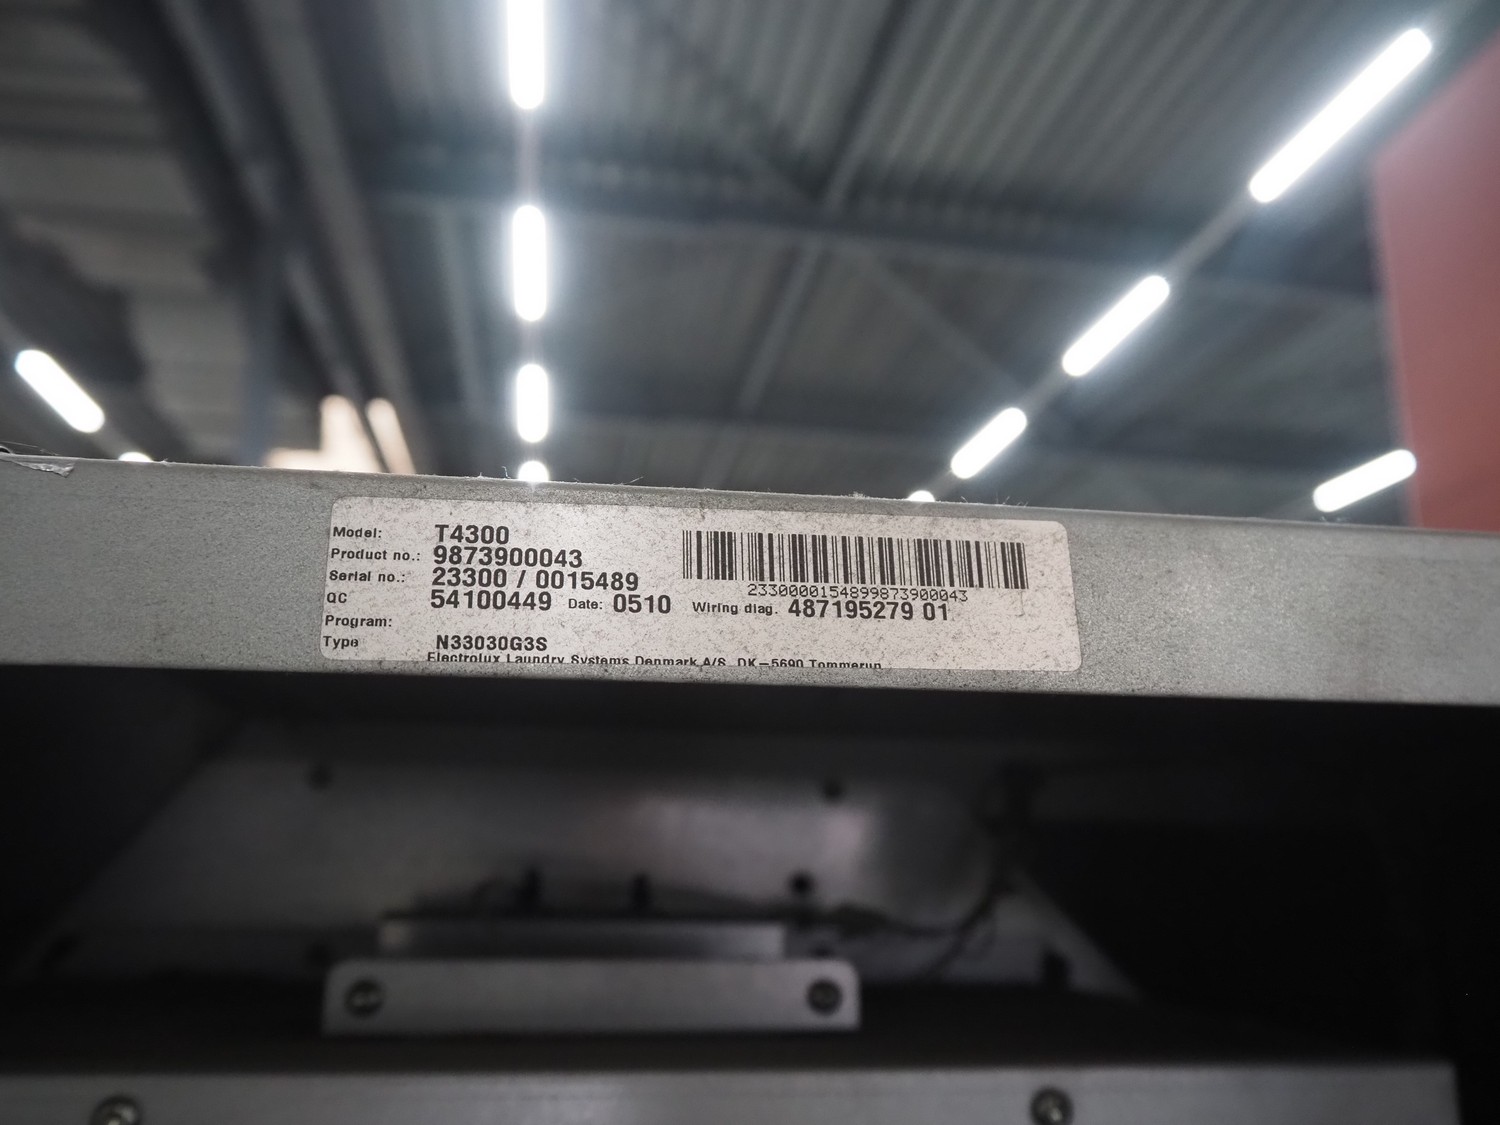 Model: T4300
Product no.: 9873900043
Serial no.: 23300 / 0015489
2330000154899873900043
QC 54100449 Date: 0510 Wiring diag. 487195279 01
Program:
Type N33030G3S
Electrolux Laundry Systems Denmark A/S, DK-5690 Tommerup